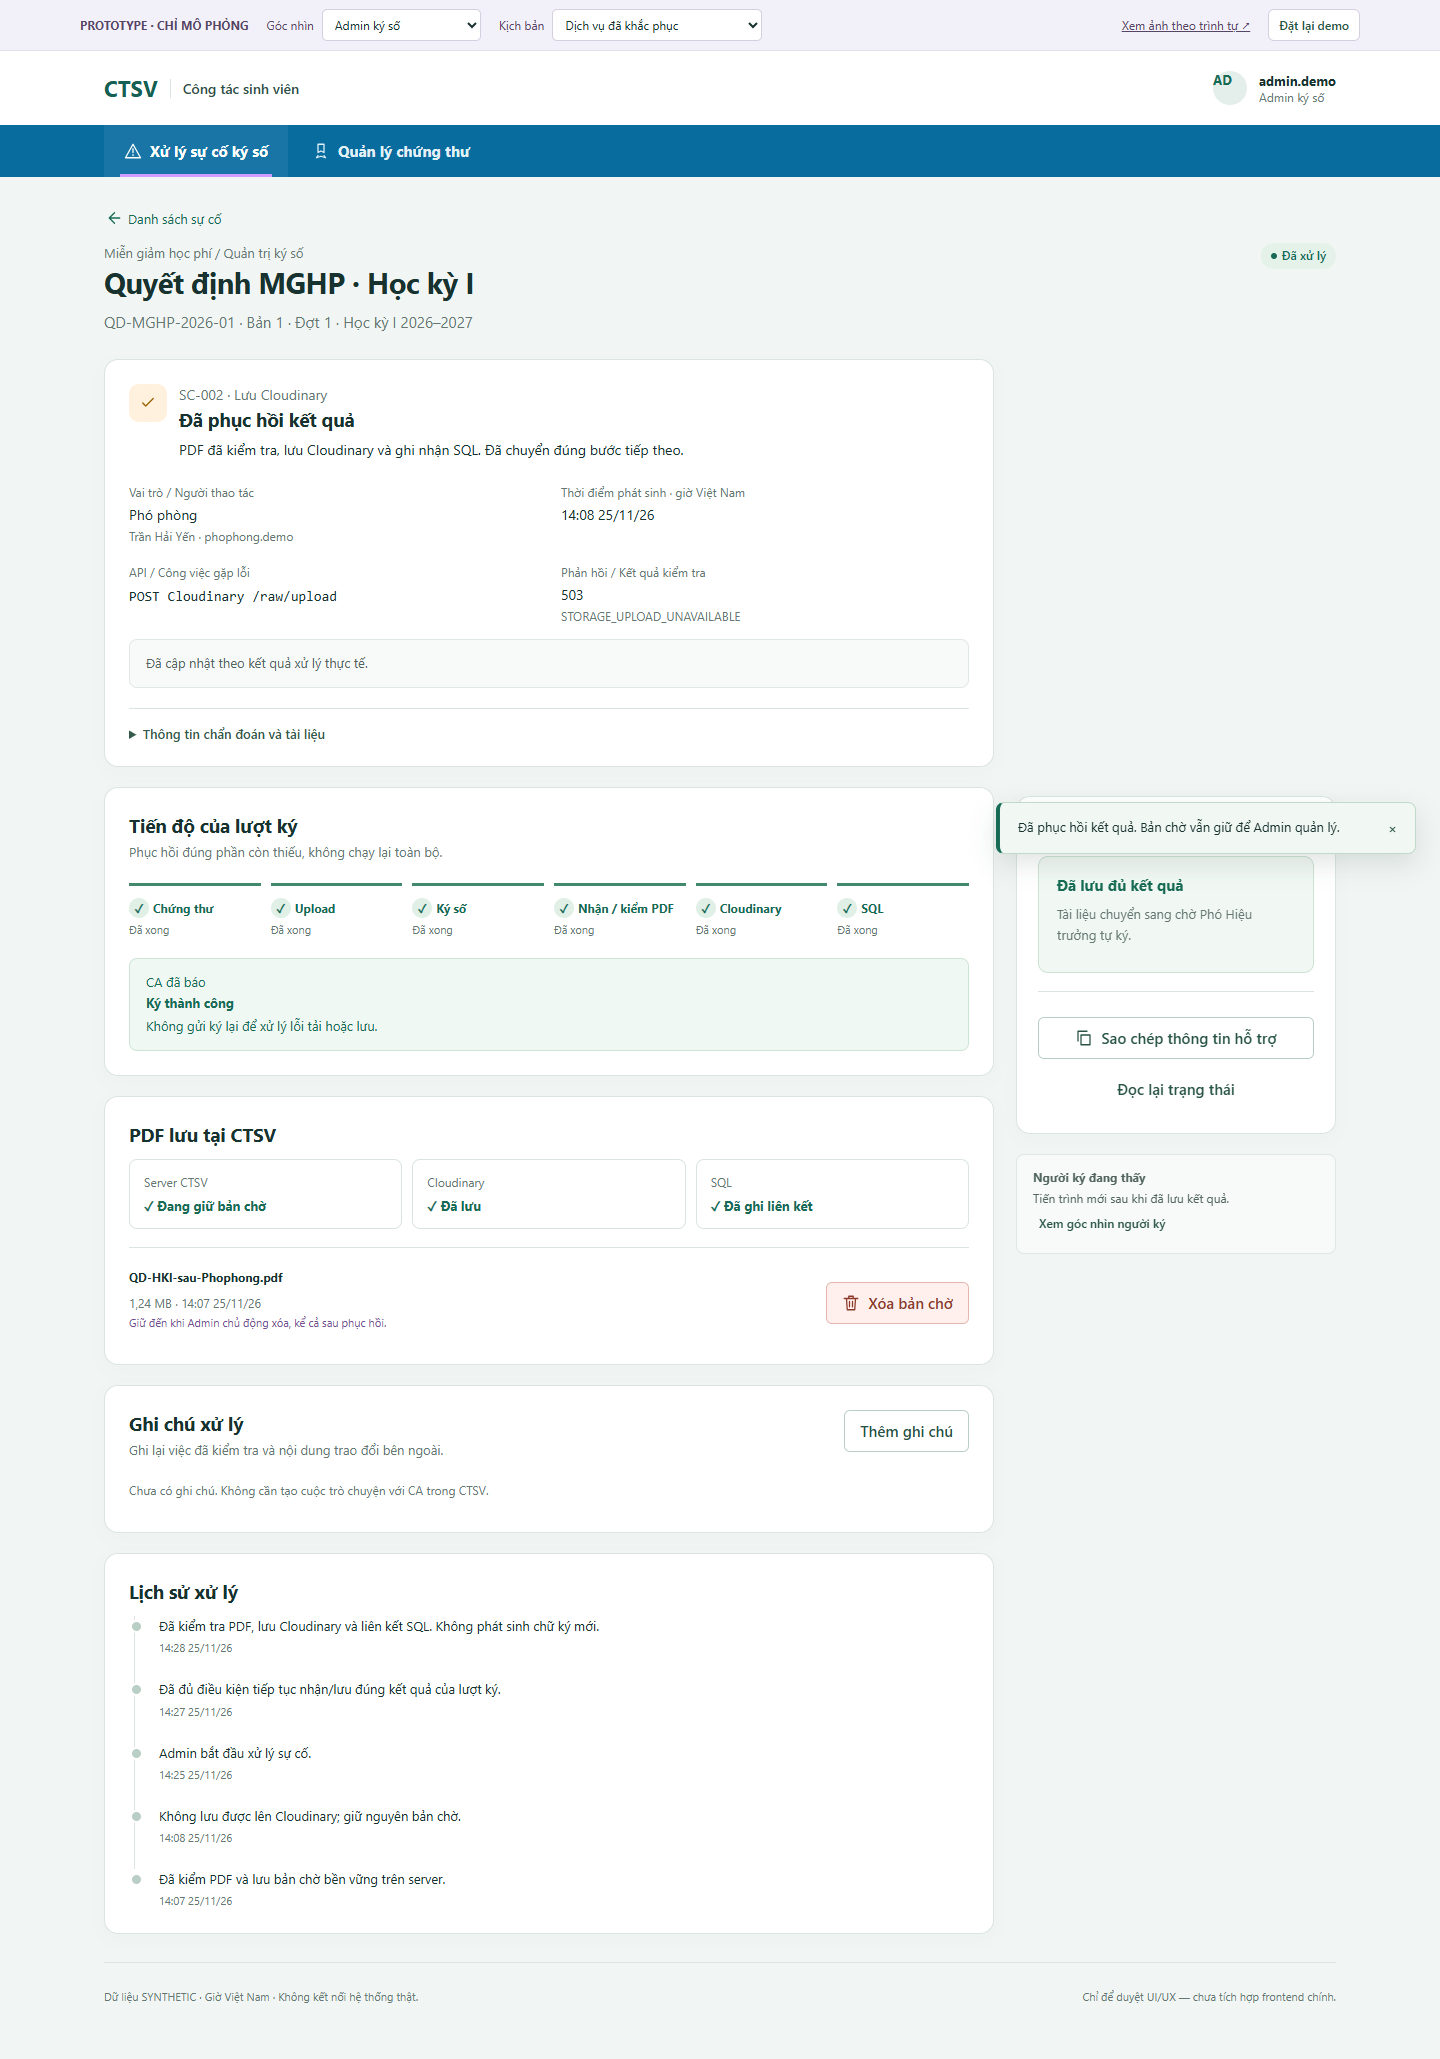 PROTOTYPE · CHỈ MÔ PHỎNG
Góc nhìn
Admin ký số
Kịch bản
Dịch vụ đã khắc phục
Xem ảnh theo trình tự ↗
Đặt lại demo
CTSV
Công tác sinh viên
AD
admin.demo
Admin ký số
Xử lý sự cố ký số
Quản lý chứng thư
← Danh sách sự cố
Miễn giảm học phí / Quản trị ký số
Đã xử lý
Quyết định MGHP · Học kỳ I
QD-MGHP-2026-01 · Bản 1 · Đợt 1 · Học kỳ I 2026–2027
SC-002 · Lưu Cloudinary
Đã phục hồi kết quả
PDF đã kiểm tra, lưu Cloudinary và ghi nhận SQL. Đã chuyển đúng bước tiếp theo.
Vai trò / Người thao tác
Phó phòng
Trần Hải Yến · phophong.demo
Thời điểm phát sinh · giờ Việt Nam
14:08 25/11/26
API / Công việc gặp lỗi
POST Cloudinary /raw/upload
Phản hồi / Kết quả kiểm tra
503
STORAGE_UPLOAD_UNAVAILABLE
Đã cập nhật theo kết quả xử lý thực tế.
▶ Thông tin chẩn đoán và tài liệu
Tiến độ của lượt ký
Phục hồi đúng phần còn thiếu, không chạy lại toàn bộ.
✓ Chứng thư
Đã xong
✓ Upload
Đã xong
✓ Ký số
Đã xong
✓ Nhận / kiểm PDF
Đã xong
✓ Cloudinary
Đã xong
✓ SQL
Đã xong
CA đã báo
Ký thành công
Không gửi ký lại để xử lý lỗi tải hoặc lưu.
Đã phục hồi kết quả. Bản chờ vẫn giữ để Admin quản lý.
×
Đã lưu đủ kết quả
Tài liệu chuyển sang chờ Phó Hiệu
trưởng tự ký.
Sao chép thông tin hỗ trợ
Đọc lại trạng thái
Người ký đang thấy
Tiến trình mới sau khi đã lưu kết quả.
Xem góc nhìn người ký
PDF lưu tại CTSV
Server CTSV
✓ Đang giữ bản chờ
Cloudinary
✓ Đã lưu
SQL
✓ Đã ghi liên kết
QD-HKI-sau-Phophong.pdf
1,24 MB · 14:07 25/11/26
Giữ đến khi Admin chủ động xóa, kể cả sau phục hồi.
Xóa bản chờ
Ghi chú xử lý
Ghi lại việc đã kiểm tra và nội dung trao đổi bên ngoài.
Thêm ghi chú
Chưa có ghi chú. Không cần tạo cuộc trò chuyện với CA trong CTSV.
Lịch sử xử lý
Đã kiểm tra PDF, lưu Cloudinary và liên kết SQL. Không phát sinh chữ ký mới.
14:28 25/11/26
Đã đủ điều kiện tiếp tục nhận/lưu đúng kết quả của lượt ký.
14:27 25/11/26
Admin bắt đầu xử lý sự cố.
14:25 25/11/26
Không lưu được lên Cloudinary; giữ nguyên bản chờ.
14:08 25/11/26
Đã kiểm PDF và lưu bản chờ bền vững trên server.
14:07 25/11/26
Dữ liệu SYNTHETIC · Giờ Việt Nam · Không kết nối hệ thống thật.
Chỉ để duyệt UI/UX — chưa tích hợp frontend chính.